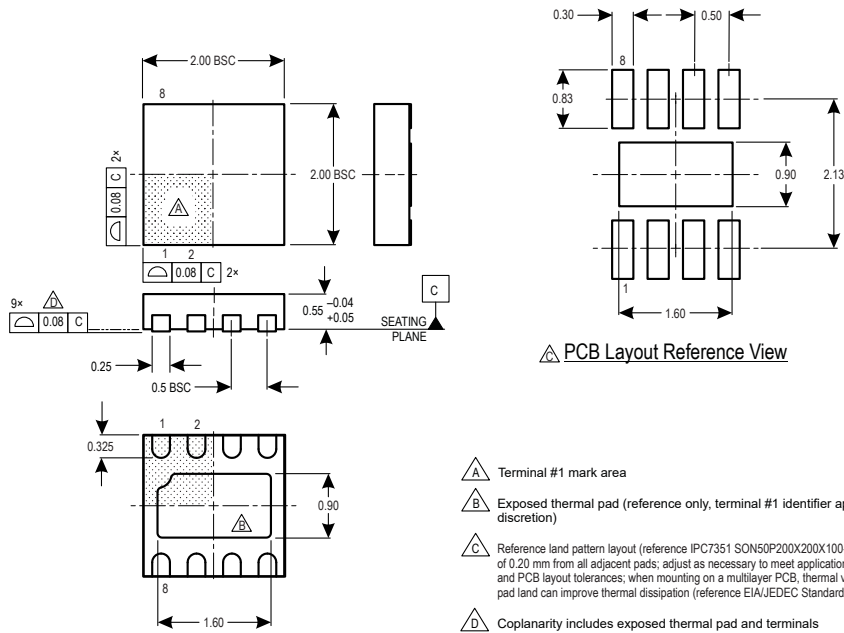 2.00 BSC
8
2.00 BSC
A
2×
C
0.08
1 2
0.08 C 2×
9× D
0.08 C
0.55 –0.04
+0.05
C
SEATING
PLANE
0.25
0.5 BSC
1 2
0.325
0.90
B
8
1.60
0.30
0.50
8
0.83
0.90
2.13
1
1.60
C PCB Layout Reference View
A Terminal #1 mark area
B Exposed thermal pad (reference only, terminal #1 identifier
discretion)
C Reference land pattern layout (reference IPC7351 SON50P200X200X100-
of 0.20 mm from all adjacent pads; adjust as necessary to meet
and PCB layout tolerances; when mounting on a multilayer PCB, thermal
pad land can improve thermal dissipation (reference EIA/JEDEC
D Coplanarity includes exposed thermal pad and terminals